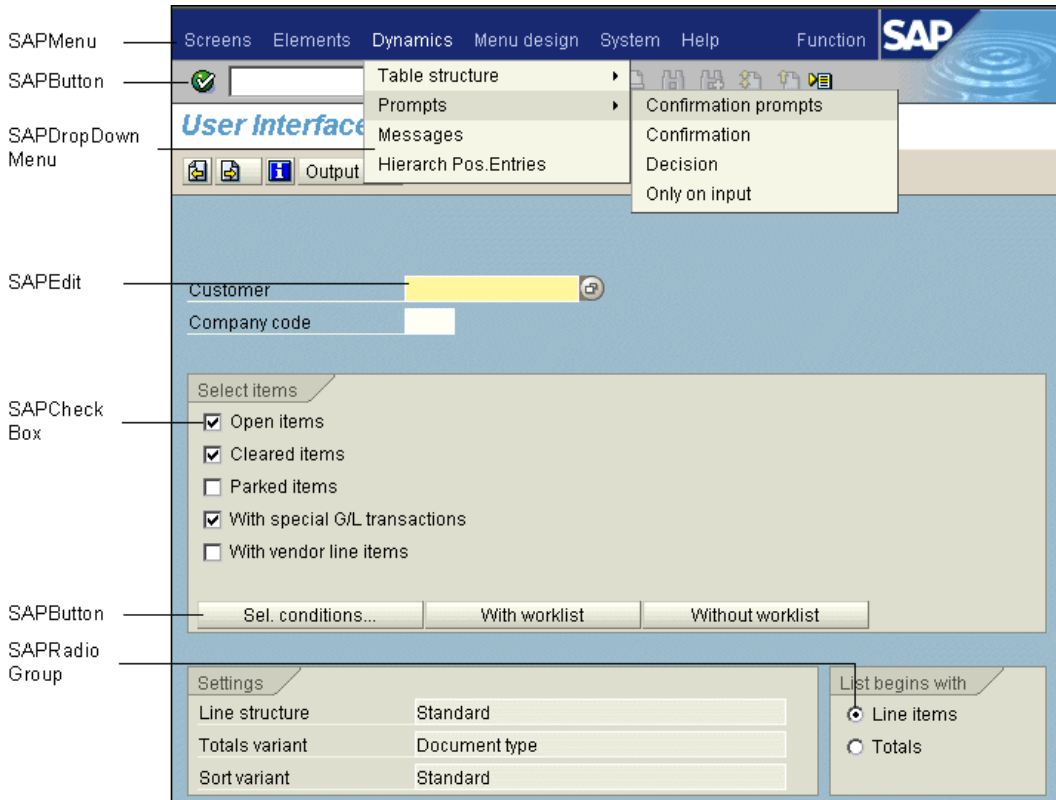 SAPMenu
Screens Elements Dynamics Menu design System Help Function SAP
SAPButton
Table structure
Prompts
Messages
Hierarch Pos.Entries
Confirmation prompts
Confirmation
Decision
Only on input
SAPDropDown
Menu
User Interface
Output
SAPEdit
Customer
Company code
Select items
SAPCheck
Box
Open items
Cleared items
Parked items
With special G/L transactions
With vendor line items
SAPButton
Sel. conditions... With worklist Without worklist
SAPRadio
Group
Settings
Line structure Standard
Totals variant Document type
Sort variant Standard
List begins with
Line items
Totals